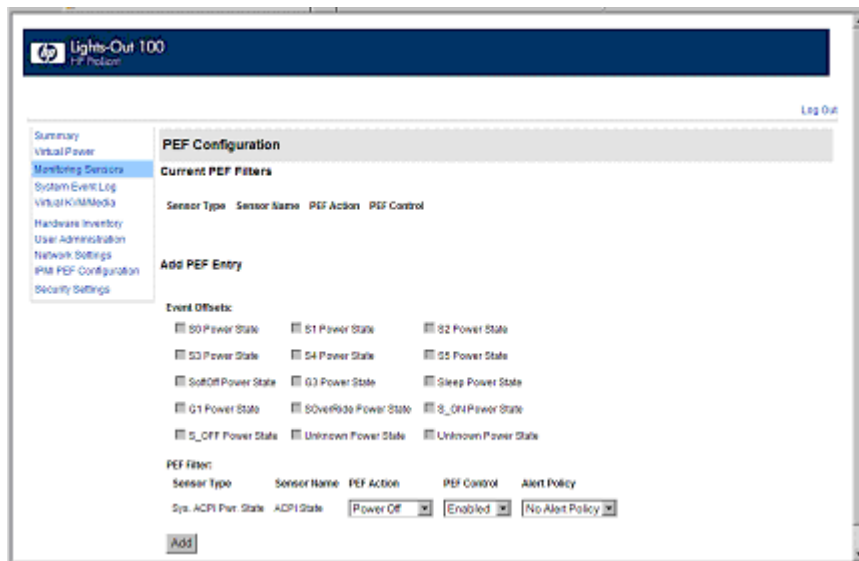 hp Lights-Out 100
HP ProLiant
Log Out
Summary
Virtual Power
Monitoring Sensors
System Event Log
Virtual KVM/Media
Hardware Inventory
User Administration
Network Settings
IPMI PEF Configuration
Security Settings
PEF Configuration
Current PEF Filters
Sensor Type Sensor Name PEF Action PEF Control
Add PEF Entry
Event Offsets:
S0 Power State S1 Power State S2 Power State
S3 Power State S4 Power State S5 Power State
SoftOff Power State G3 Power State Sleep Power State
G1 Power State SOverRide Power State S_ON Power State
S_OFF Power State Unknown Power State Unknown Power State
PEF Filter:
Sensor Type Sensor Name PEF Action PEF Control Alert Policy
Sys. ACPI Pwr. State ACPI State Power Off Enabled No Alert Policy
Add